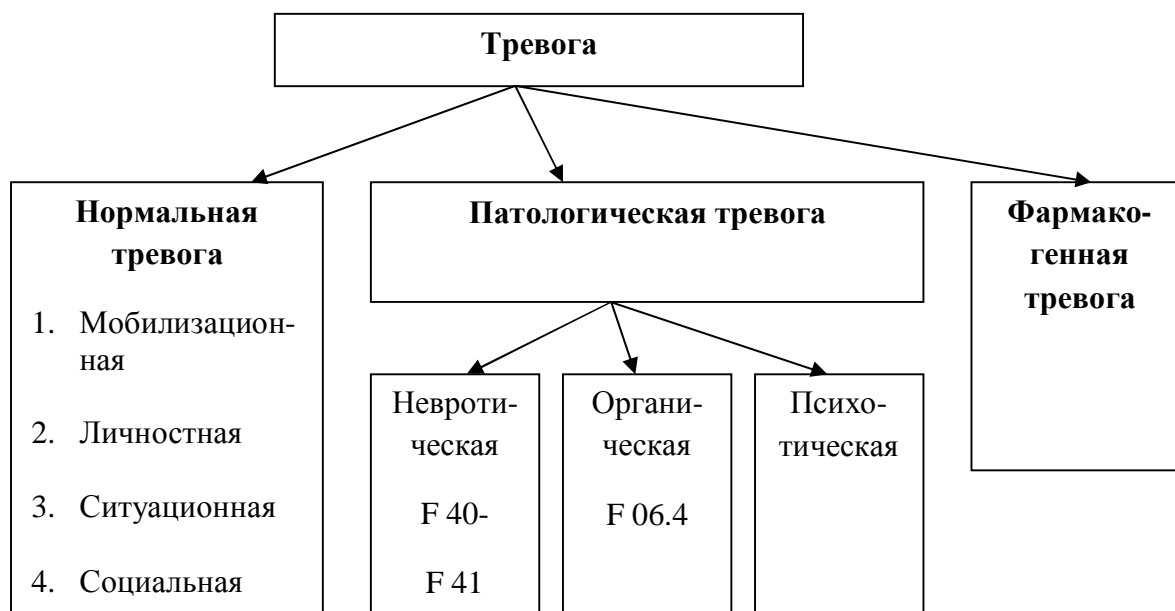 Тревога
Нормальная
тревога
1. Мобилизацион-
ная
2. Личностная
3. Ситуационная
4. Социальная
Патологическая тревога
Невроти-
ческая
F 40-
F 41
Органи-
ческая
F 06.4
Психо-
тическая
Фармако-
генная
тревога